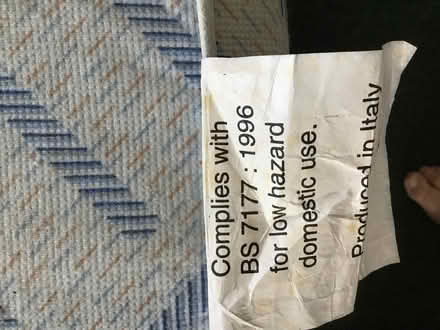 Complies with
BS 7177 : 1996
for low hazard
domestic use.
Produced in Italy